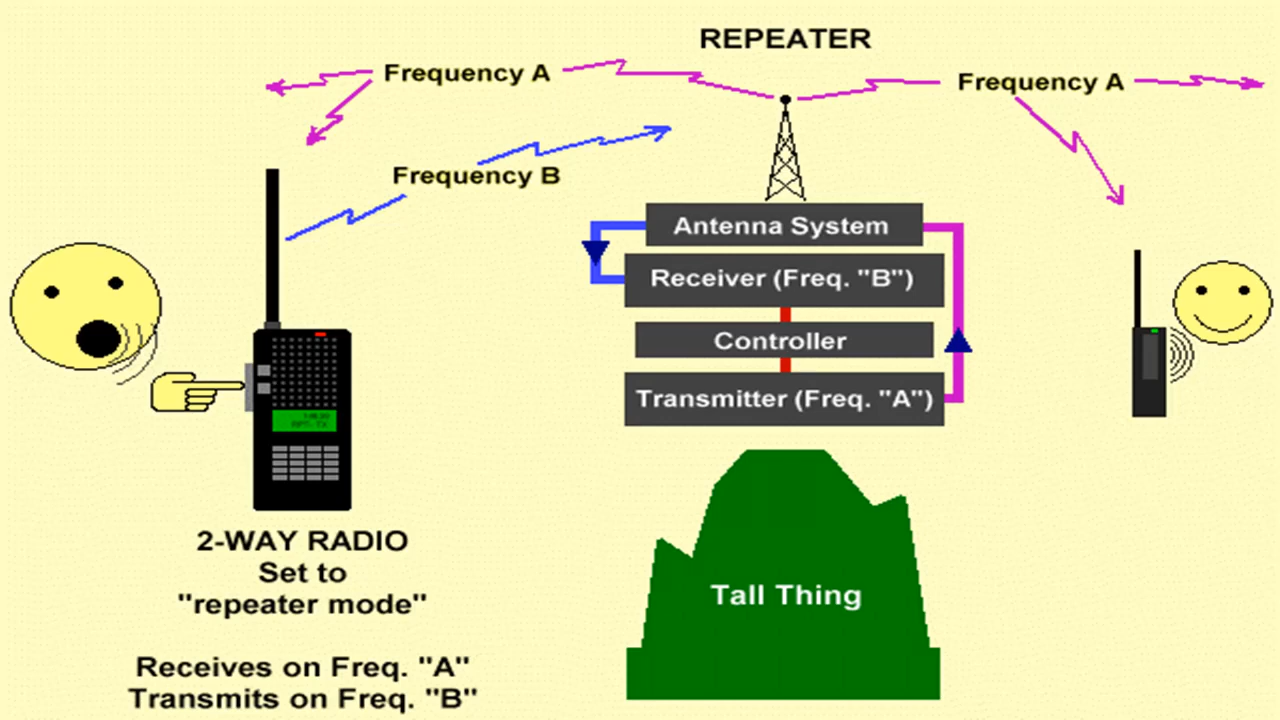 REPEATER
Frequency A
Frequency A
Frequency B
Antenna System
Receiver (Freq. "B")
Controller
Transmitter (Freq. "A")
2-WAY RADIO
Set to
"repeater mode"
Receives on Freq. "A"
Transmits on Freq. "B"
Tall Thing